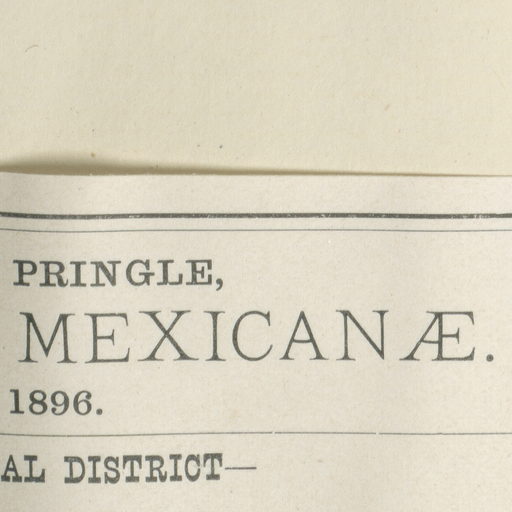 PRINGLE,
MEXICANÆ.
1896.
AL DISTRICT—